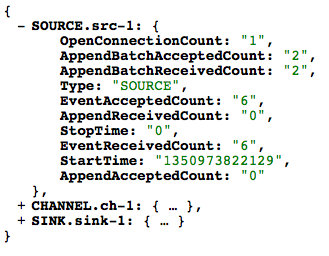 {
- SOURCE.src-1: {
OpenConnectionCount: "1",
AppendBatchAcceptedCount: "2",
AppendBatchReceivedCount: "2",
Type: "SOURCE",
EventAcceptedCount: "6",
AppendReceivedCount: "0",
StopTime: "0",
EventReceivedCount: "6",
StartTime: "1350973822129",
AppendAcceptedCount: "0"
},
+ CHANNEL.ch-1: { … },
+ SINK.sink-1: { … }
}